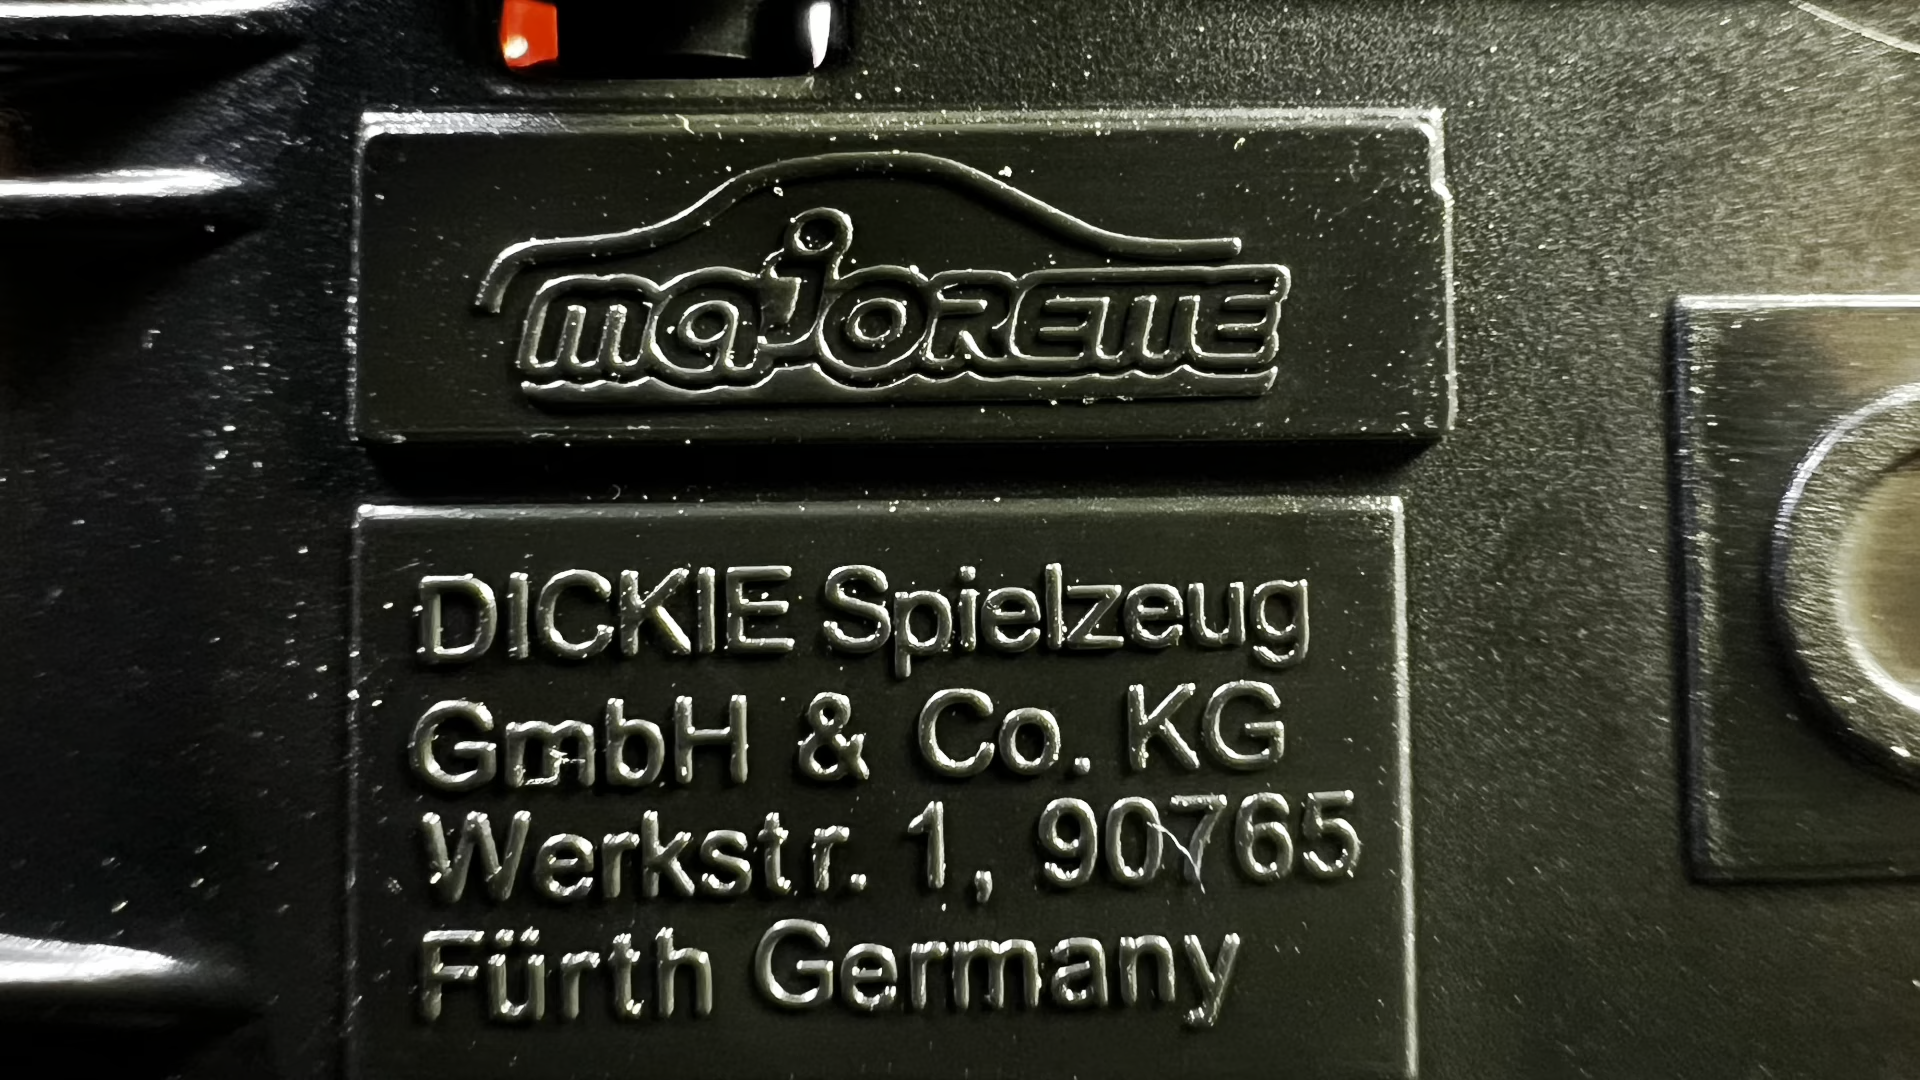 majorette
DICKIE Spielzeug
GmbH & Co. KG
Werkstr. 1, 90765
Fürth Germany